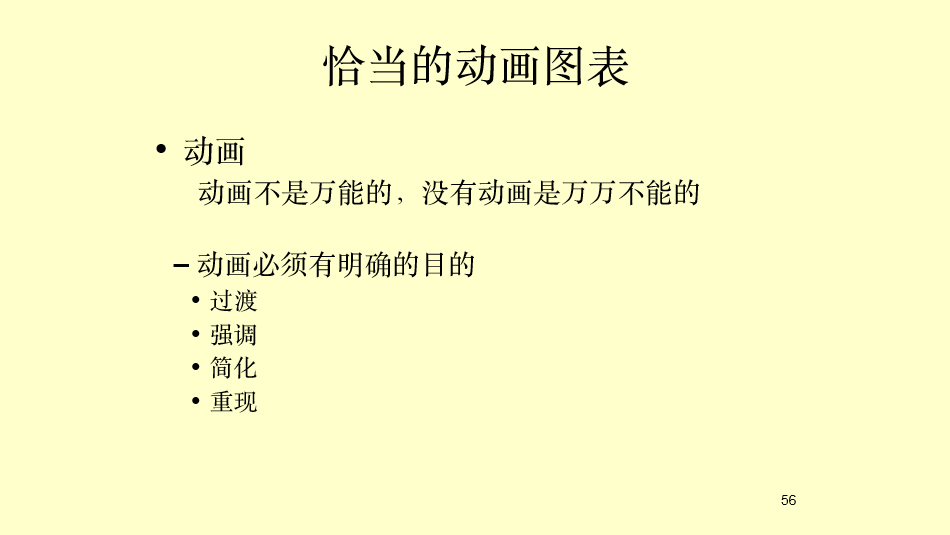 恰当的动画图表
• 动画
动画不是万能的，没有动画是万万不能的
– 动画必须有明确的目的
• 过渡
• 强调
• 简化
• 重现
56